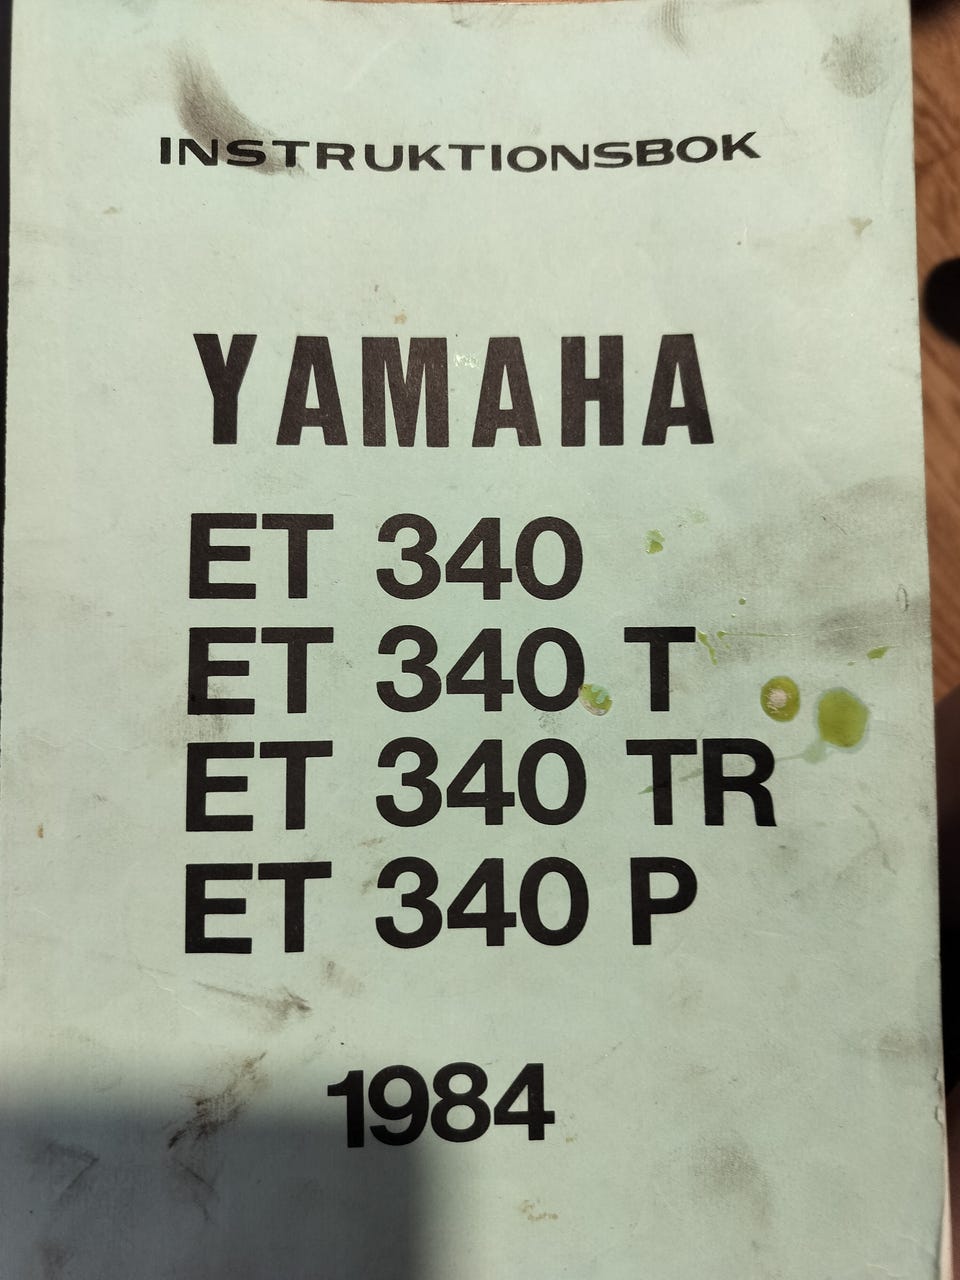 INSTRUKTIONSBOK
YAMAHA
ET 340
ET 340 T
ET 340 TR
ET 340 P
1984